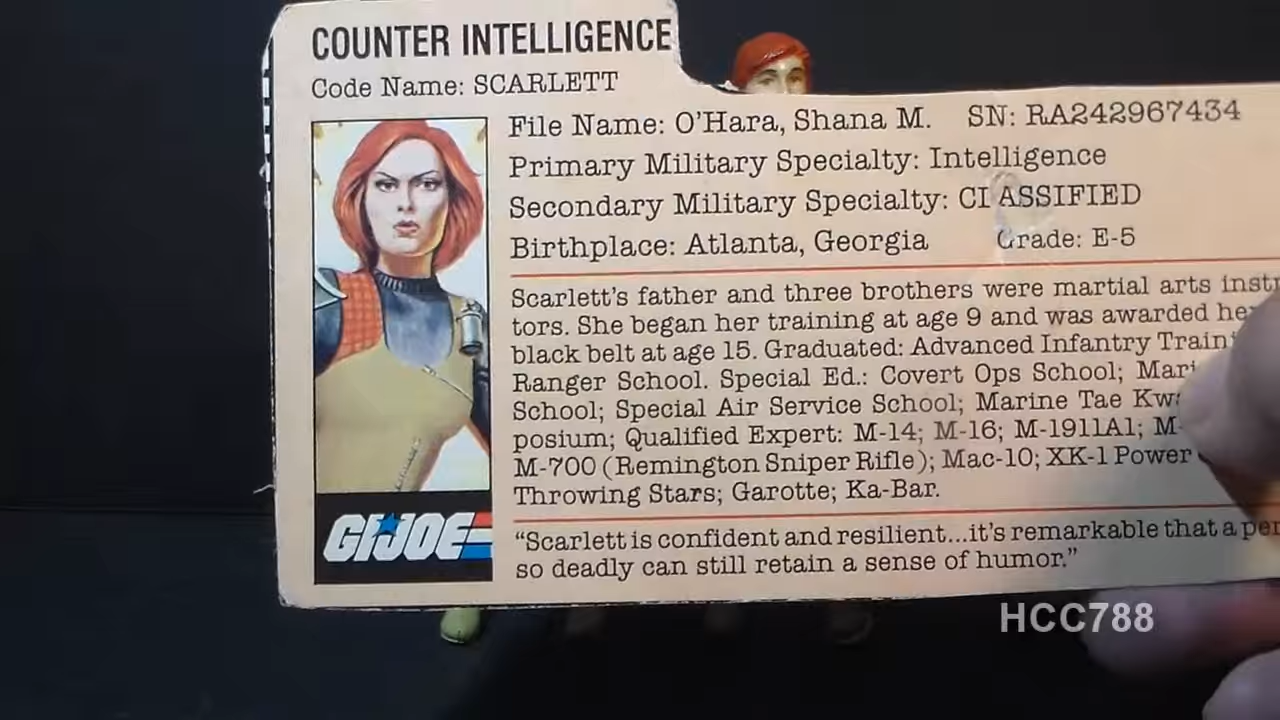 COUNTER INTELLIGENCE
Code Name: SCARLETT
File Name: O'Hara, Shana M. SN: RA242967434
Primary Military Specialty: Intelligence
Secondary Military Specialty: CLASSIFIED
Birthplace: Atlanta, Georgia Grade: E-5
Scarlett's father and three brothers were martial arts
tors. She began her training at age 9 and was awarded
black belt at age 15. Graduated: Advanced Infantry
Ranger School. Special Ed.: Covert Ops School;
School; Special Air Service School; Marine Tae
posium; Qualified Expert: M-14; M-16; M-1911A1;
M-700 (Remington Sniper Rifle); Mac-10; XK-1 Power
Throwing Stars; Garotte; Ka-Bar.
"Scarlett is confident and resilient...it's remarkable that a
so deadly can still retain a sense of humor."
GI JOE
HCC788